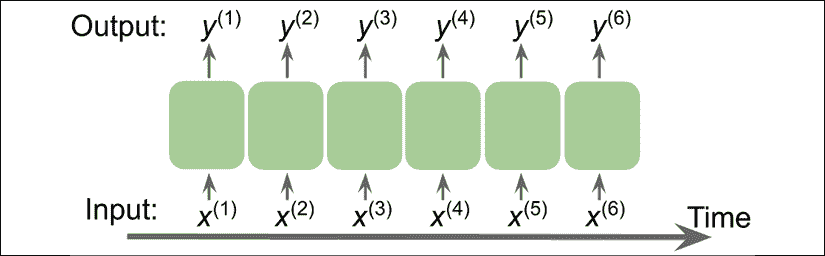 Output: y(1) y(2) y(3) y(4) y(5) y(6)
Input: x(1) x(2) x(3) x(4) x(5) x(6)
Time